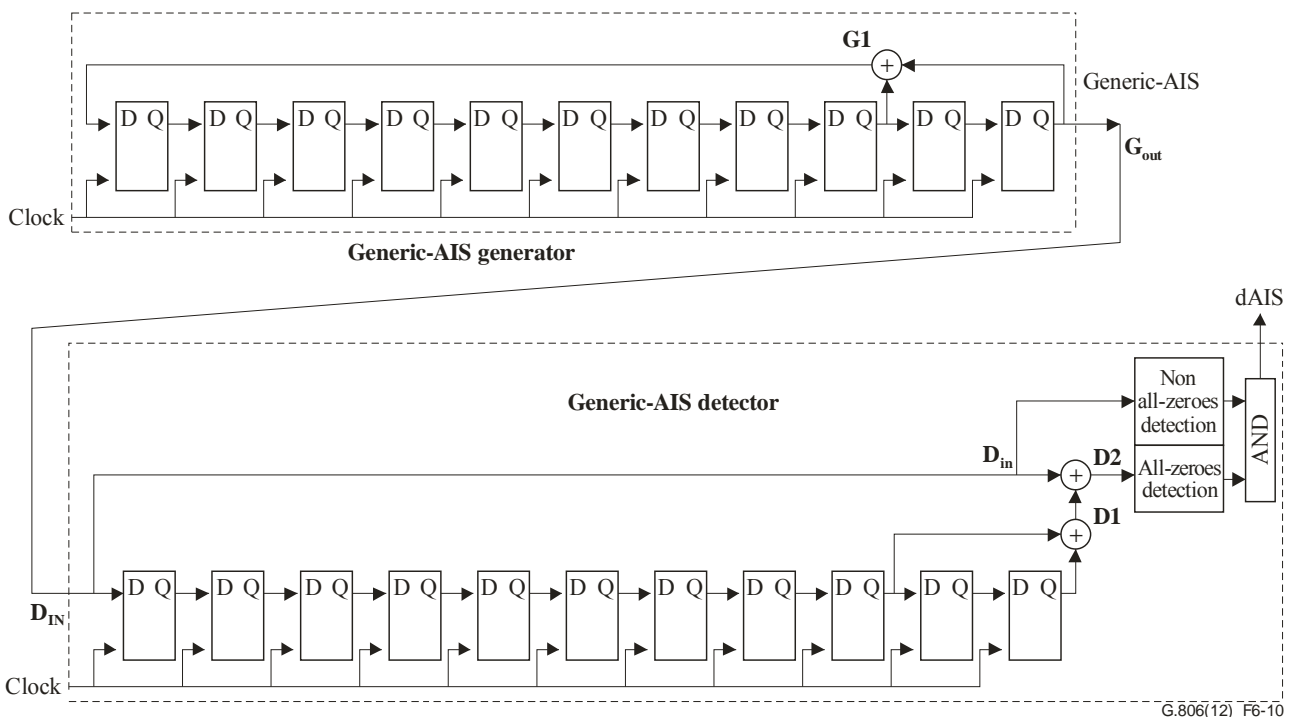 G1
Generic-AIS
D Q D Q D Q D Q D Q D Q D Q D Q D Q D Q D Q
Gout
Clock
Generic-AIS generator
dAIS
Non
all-zeroes
detection
Generic-AIS detector
AND
Din
D2
All-zeroes
detection
D1
D Q D Q D Q D Q D Q D Q D Q D Q D Q D Q D Q
DIN
Clock
G.806(12)_F6-10